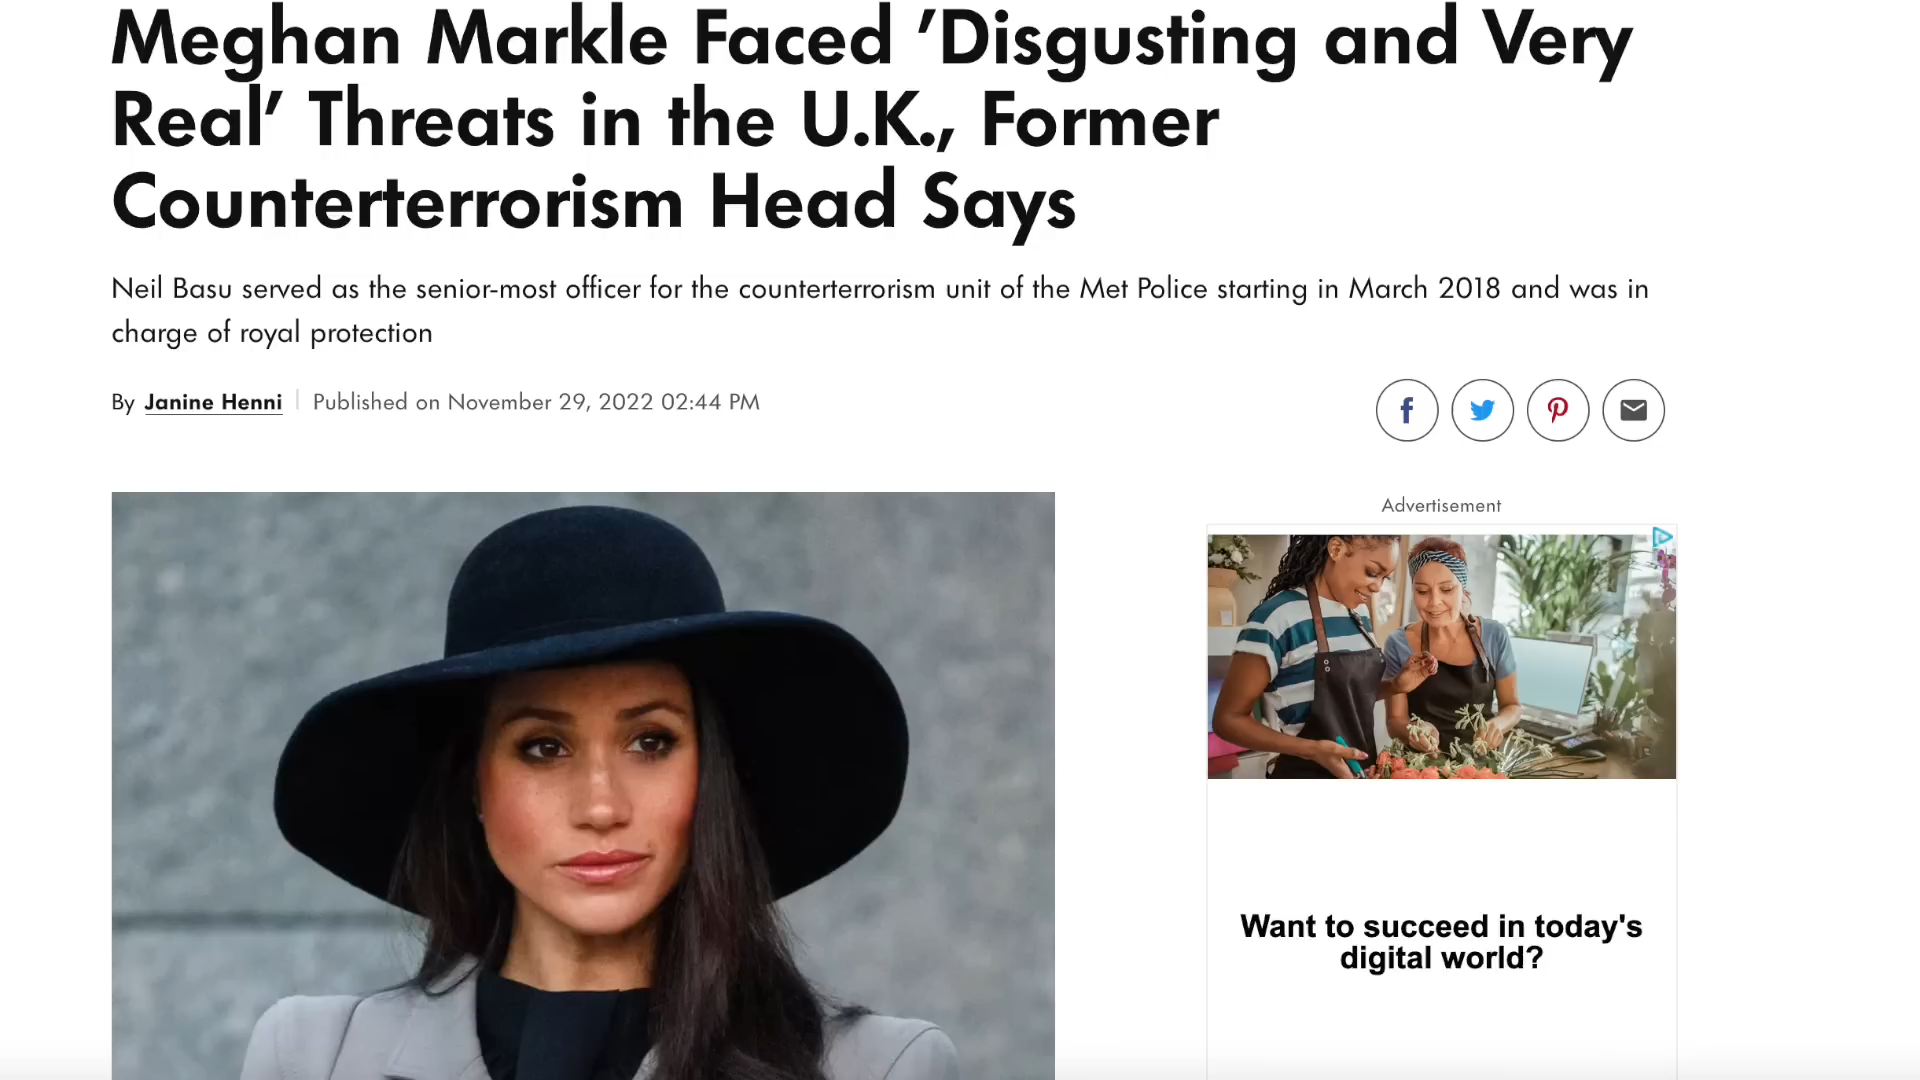 Meghan Markle Faced ’Disgusting and Very
Real’ Threats in the U.K., Former
Counterterrorism Head Says
Neil Basu served as the senior-most officer for the counterterrorism unit of the Met Police starting in March 2018 and was in
charge of royal protection
By Janine Henni | Published on November 29, 2022 02:44 PM
Advertisement
Want to succeed in today's
digital world?